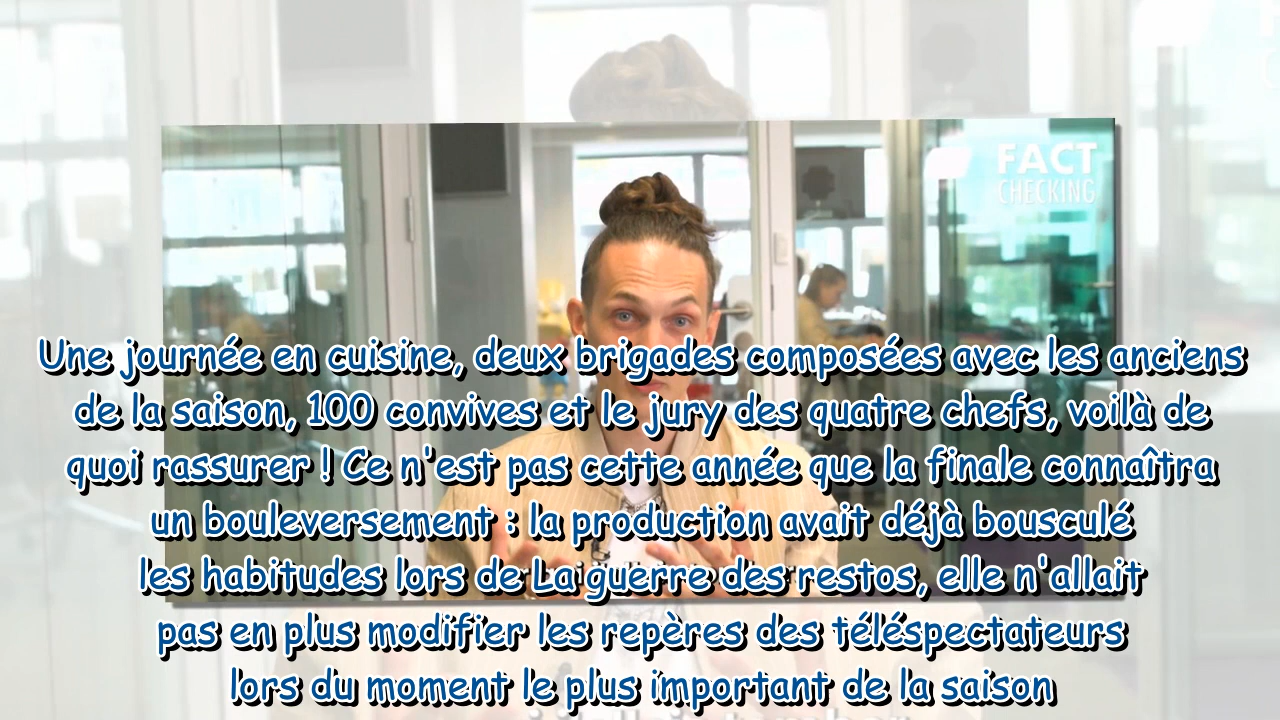 FACT
CHECKING
Une journée en cuisine, deux brigades composées avec les anciens
de la saison, 100 convives et le jury des quatre chefs, voilà de
quoi rassurer ! Ce n'est pas cette année que la finale connaîtra
un bouleversement : la production avait déjà bousculé
les habitudes lors de La guerre des restos, elle n'allait
pas en plus modifier les repères des téléspectateurs
lors du moment le plus important de la saison